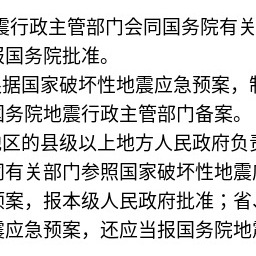 震行政主管部门会同国务院有关
报国务院批准。
根据国家破坏性地震应急预案，制
国务院地震行政主管部门备案。
地区的县级以上地方人民政府负责
同有关部门参照国家破坏性地震应
预案，报本级人民政府批准；省、
震应急预案，还应当报国务院地震